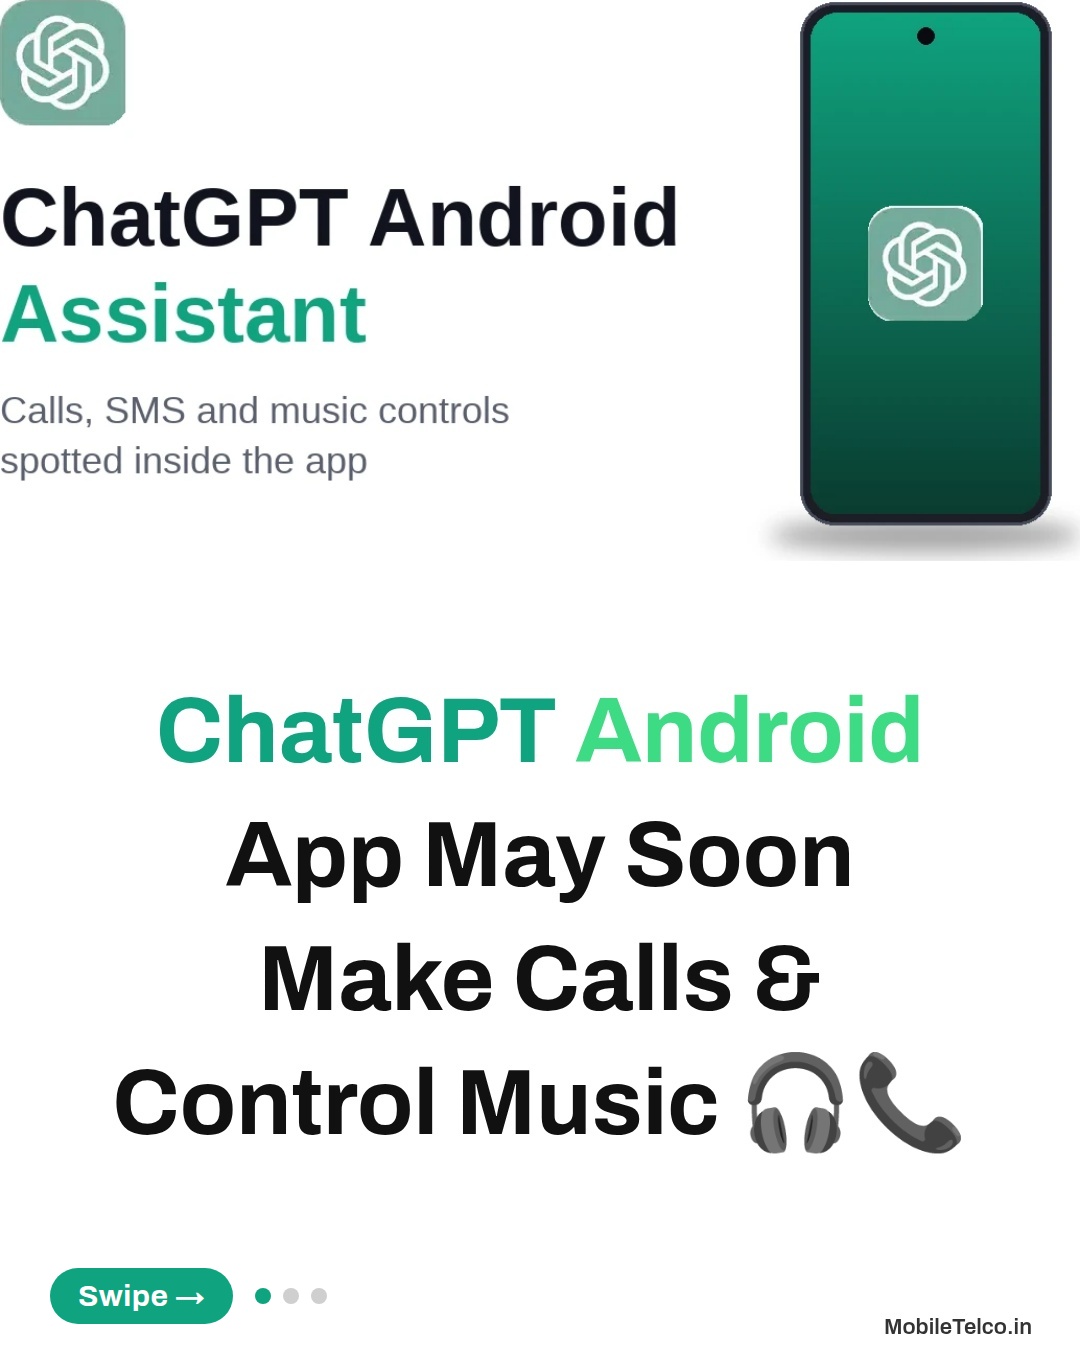 ChatGPT Android
Assistant
Calls, SMS and music controls
spotted inside the app
ChatGPT Android
App May Soon
Make Calls &
Control Music 🎧📞
Swipe →
MobileTelco.in